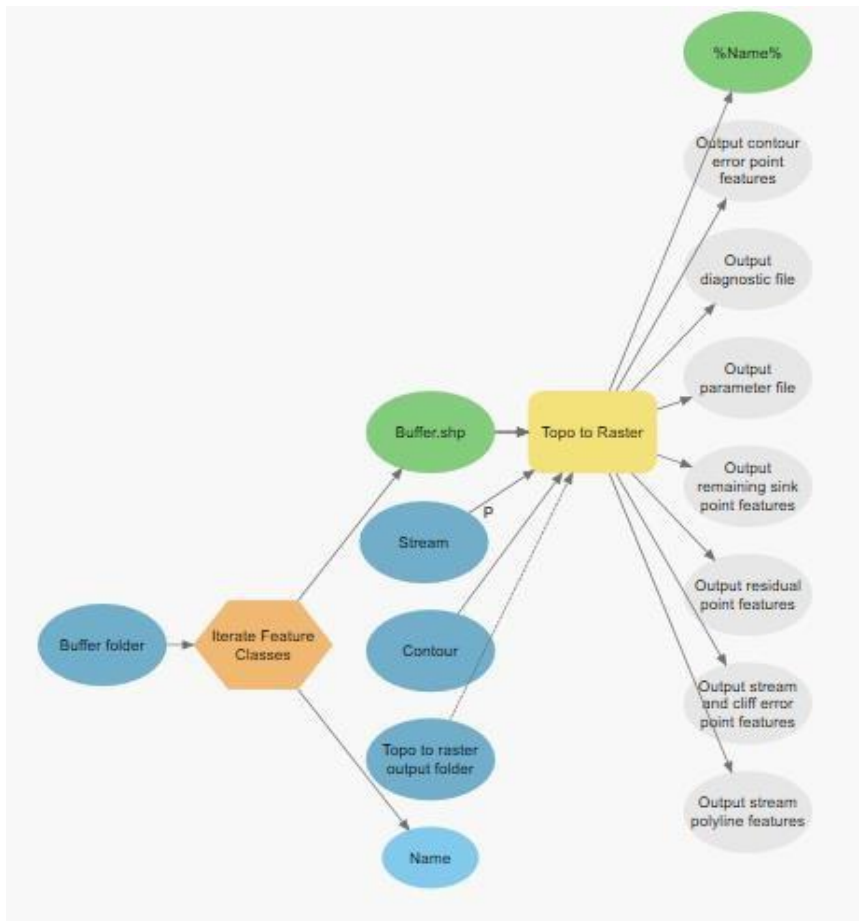 %Name%
Output contour
error point
features
Output
diagnostic file
Output
parameter file
Buffer.shp
Topo to Raster
Output
remaining sink
point features
P
Stream
Output residual
point features
Buffer folder
Iterate Feature
Classes
Contour
Output stream
and cliff error
point features
Topo to raster
output folder
Output stream
polyline features
Name